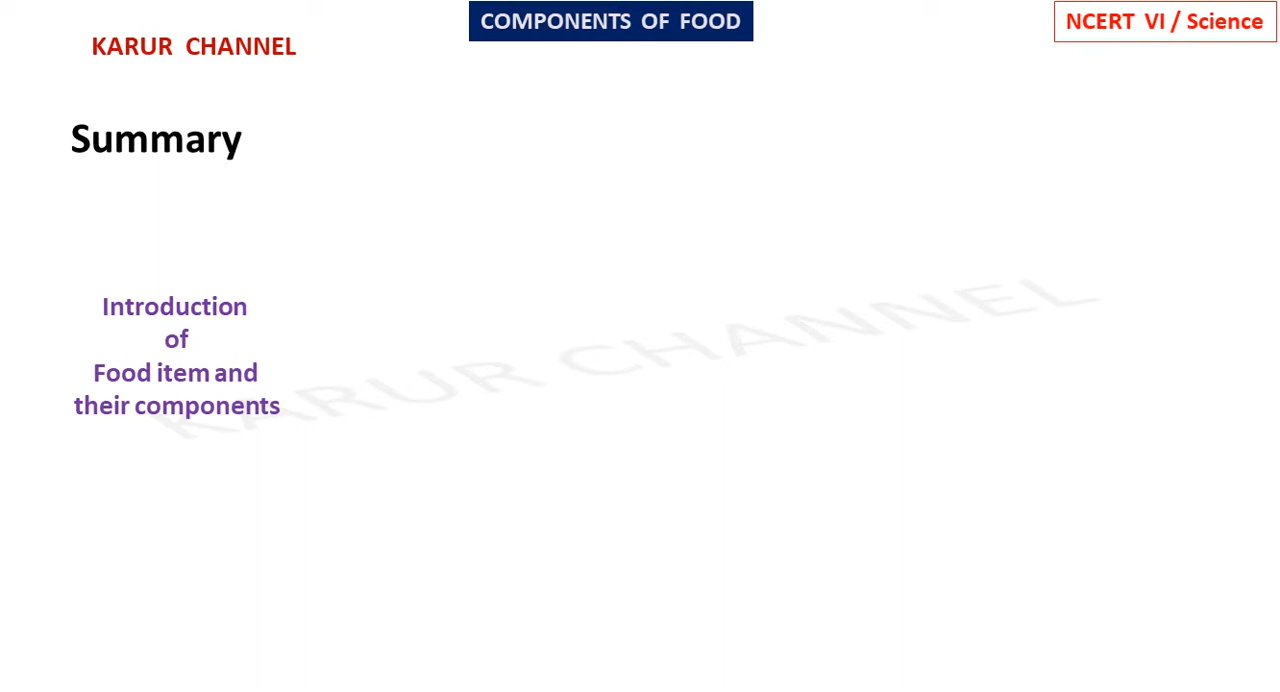 COMPONENTS OF FOOD
NCERT VI / Science
KARUR CHANNEL
Summary
Introduction
of
Food item and
their components
KARUR CHANNEL